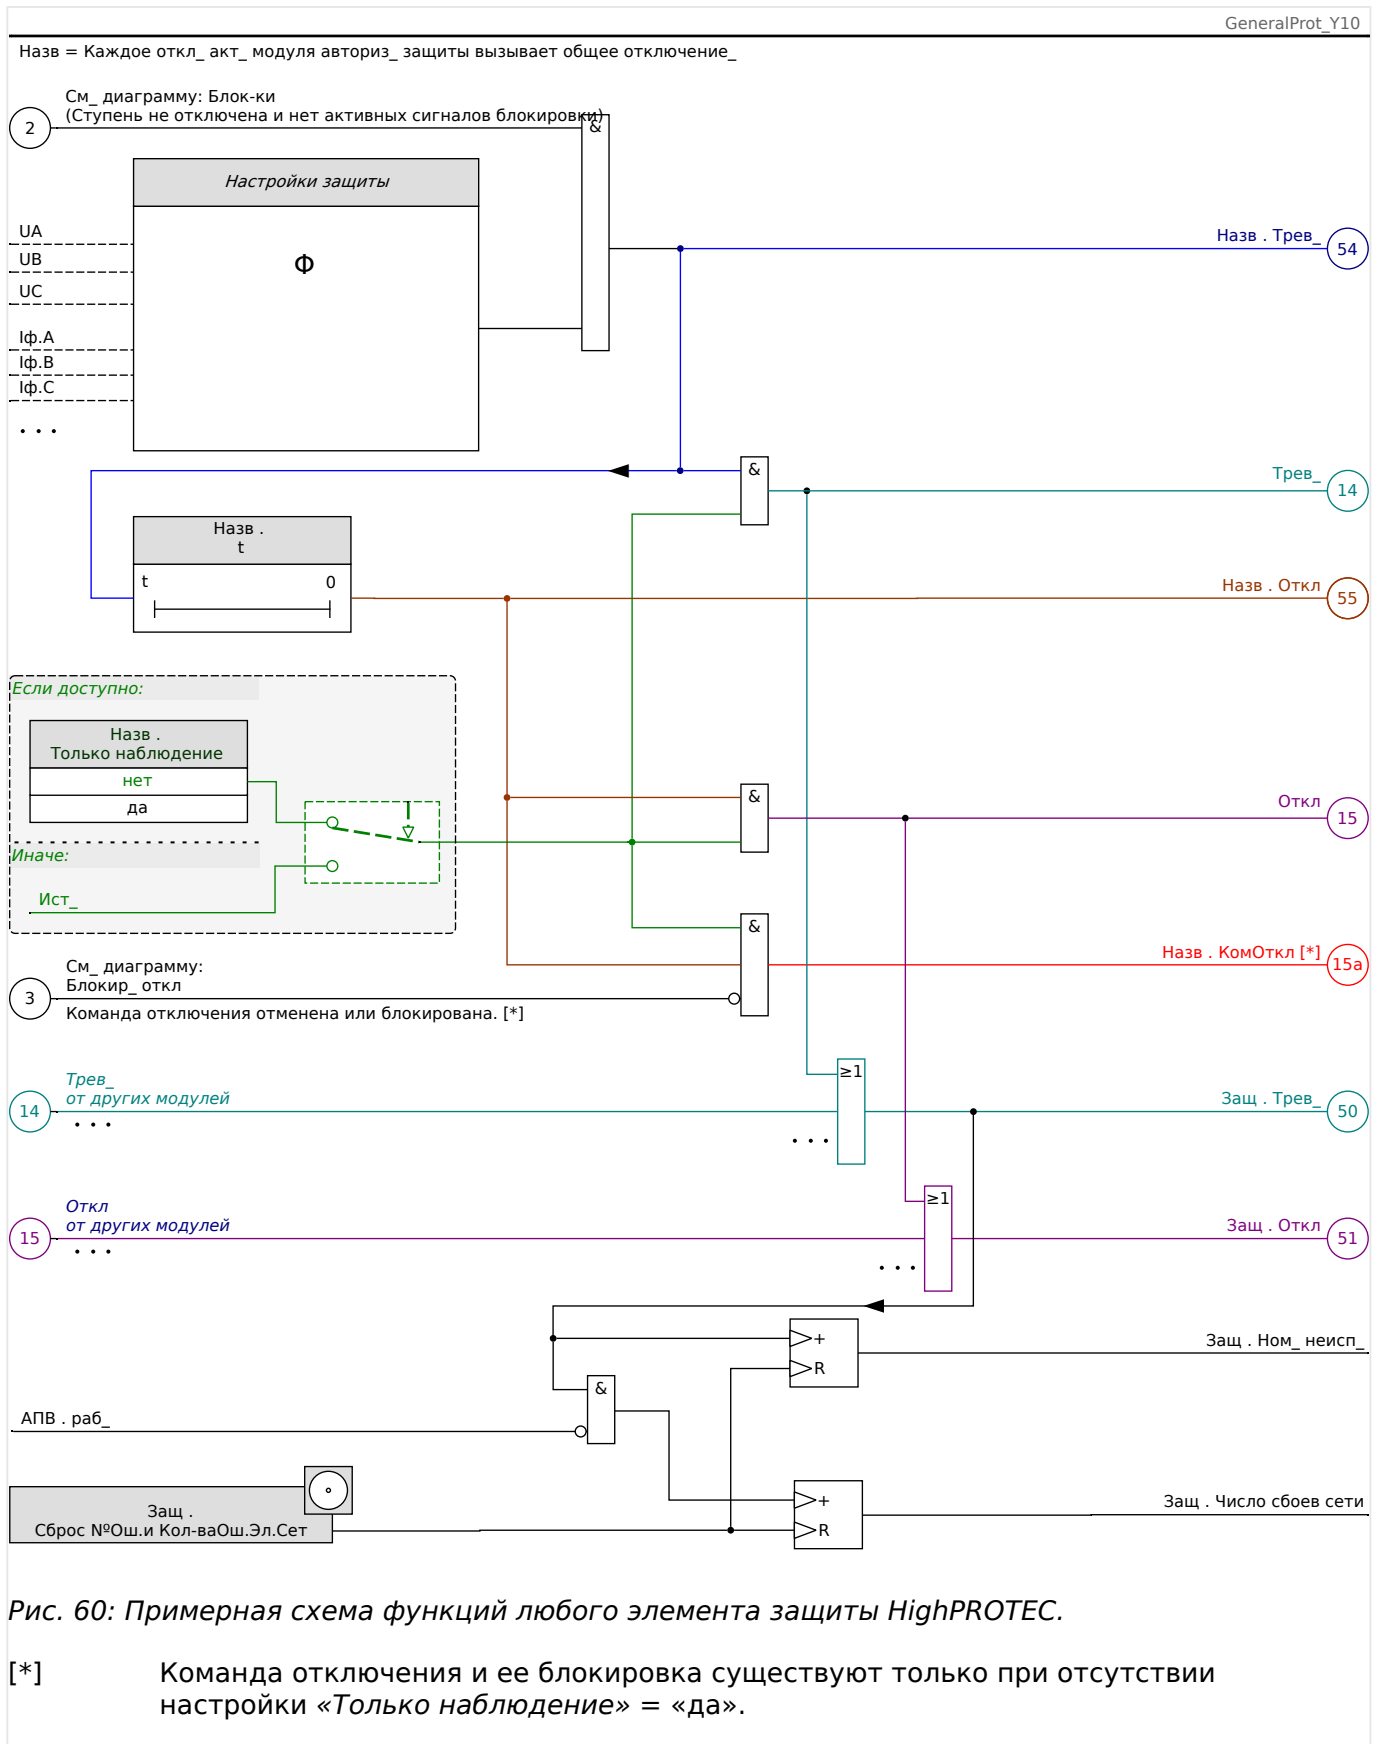 GeneralProt_Y10
Назв = Каждое откл_ акт_ модуля авториз_ защиты вызывает общее отключение_
См_ диаграмму: Блок-ки
(Ступень не отключена и нет активных сигналов блокировки)
2
&
Настройки защиты
Φ
UA
UB
UC
Iф.A
Iф.B
Iф.C
• • •
Назв . Трев_
54
&
Трев_
14
Назв .
t
t 0
Назв . Откл
55
Если доступно:
Назв .
Только наблюдение
нет
да
Иначе:
Ист_
&
Откл
15
&
Назв . КомОткл [*]
15a
См_ диаграмму:
Блокир_ откл
3
Команда отключения отменена или блокирована. [*]
≥1
Трев_
от других модулей
14
• • •
• • •
Защ . Трев_
50
≥1
Откл
от других модулей
15
• • •
• • •
Защ . Откл
51
+
R
Защ . Ном_ неисп_
&
АПВ . раб_
Защ .
Сброс №Ош.и Кол-ваОш.Эл.Сет
+
R
Защ . Число сбоев сети
Рис. 60: Примерная схема функций любого элемента защиты HighPROTEC.
[*] Команда отключения и ее блокировка существуют только при отсутствии
настройки «Только наблюдение» = «да».